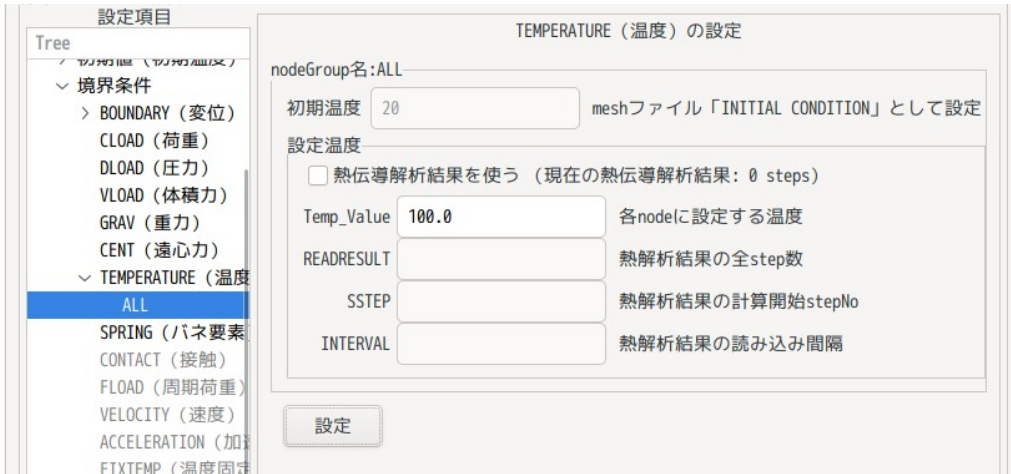 設定項目
Tree
初期値 (初期温度)
境界条件
BOUNDARY (変位)
CLOAD (荷重)
DLOAD (圧力)
VLOAD (体積力)
GRAV (重力)
CENT (遠心力)
TEMPERATURE (温度
ALL
SPRING (バネ要素
CONTACT (接触)
FLOAD (周期荷重)
VELOCITY (速度)
ACCELERATION (加速
FIXTEMP (温度固定
TEMPERATURE (温度) の設定
nodeGroup名:ALL
初期温度 20 meshファイル「INITIAL CONDITION」として設定
設定温度
熱伝導解析結果を使う (現在の熱伝導解析結果: 0 steps)
Temp_Value 100.0 各nodeに設定する温度
READRESULT 熱解析結果の全step数
SSTEP 熱解析結果の計算開始stepNo
INTERVAL 熱解析結果の読み込み間隔
設定